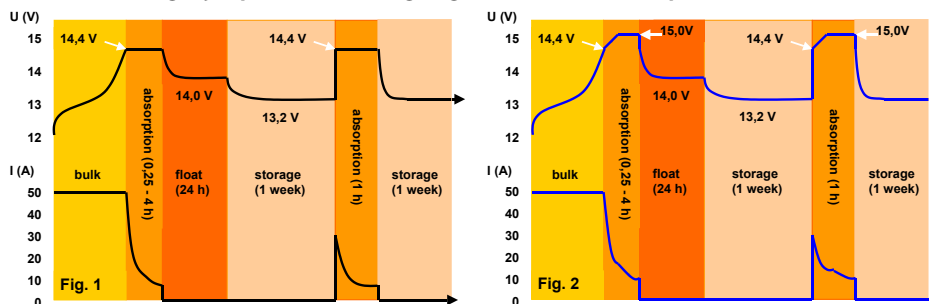 U (V)
15
14
13
12
I (A)
50
40
30
20
10
0
14,4 V
14,0 V
13,2 V
14,4 V
bulk
absorption (0,25 - 4 h)
float
(24 h)
storage
(1 week)
absorption (1 h)
storage
(1 week)
Fig. 1
U (V)
15
14
13
12
I (A)
50
40
30
20
10
0
14,4 V
15,0V
14,0 V
13,2 V
14,4 V
15,0V
bulk
absorption (0,25 - 4 h)
float
(24 h)
storage
(1 week)
absorption (1 h)
storage
(1 week)
Fig. 2